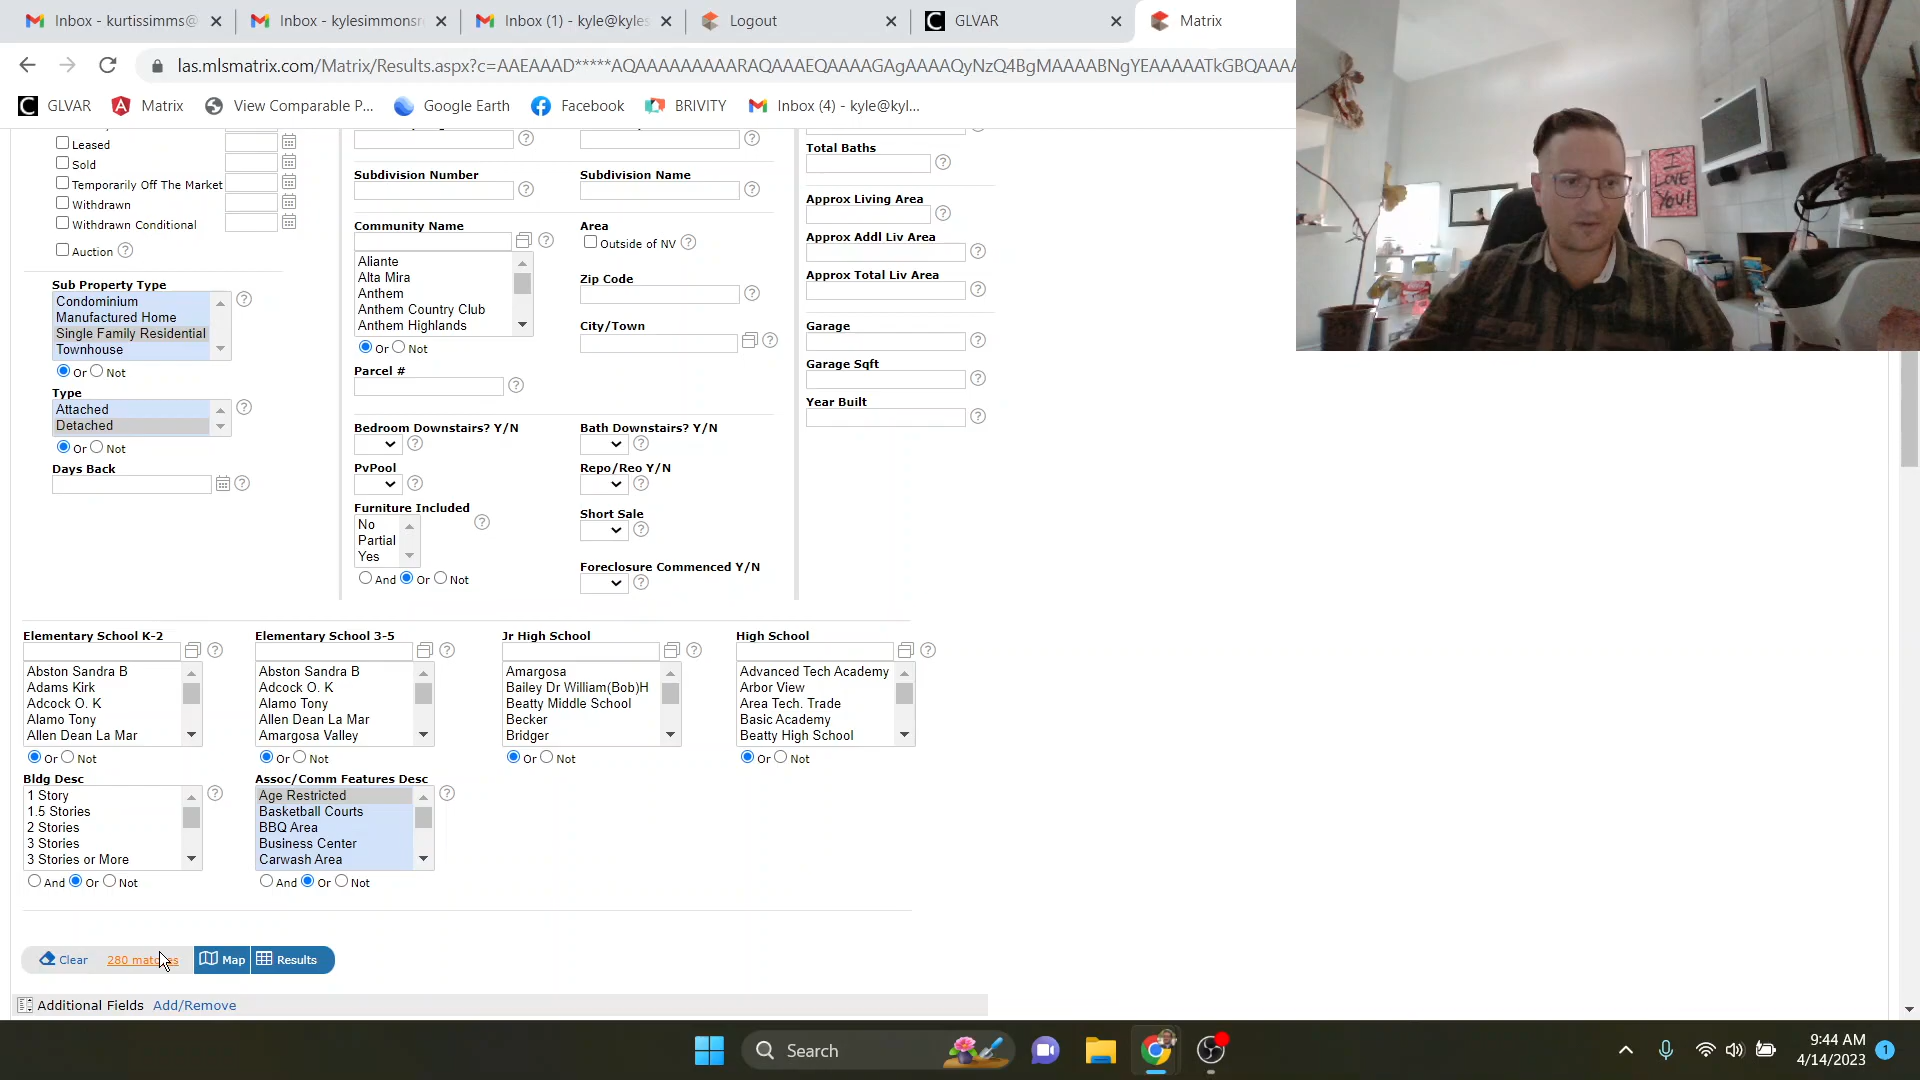 Inbox - kurtissimms@
Inbox - kylesimmonsr
Inbox (1) - kyle@kyles
Logout
GLVAR
Matrix
las.mlsmatrix.com/Matrix/Results.aspx?c=AAEAAAD*****AQAAAAAAAAARAQAAAEQAAAAGAgAAAAQyNzQ4BgMAAAABNgYEAAAAATkGBQAAA
GLVAR
Matrix
View Comparable P...
Google Earth
Facebook
BRIVITY
Inbox (4) - kyle@kyl...
Leased
Sold
Temporarily Off The Market
Withdrawn
Withdrawn Conditional
Auction
Sub Property Type
Condominium
Manufactured Home
Single Family Residential
Townhouse
Or Not
Type
Attached
Detached
Or Not
Days Back
Subdivision Number
Subdivision Name
Community Name
Aliante
Alta Mira
Anthem
Anthem Country Club
Anthem Highlands
Or Not
Parcel #
Area
Outside of NV
Zip Code
City/Town
Bedroom Downstairs? Y/N
Bath Downstairs? Y/N
PvPool
Repo/Reo Y/N
Furniture Included
No
Partial
Yes
And Or Not
Short Sale
Foreclosure Commenced Y/N
Total Baths
Approx Living Area
Approx Addl Liv Area
Approx Total Liv Area
Garage
Garage Sqft
Year Built
I
LOVE
YOU!
Elementary School K-2
Abston Sandra B
Adams Kirk
Adcock O. K
Alamo Tony
Allen Dean La Mar
Or Not
Elementary School 3-5
Abston Sandra B
Adcock O. K
Alamo Tony
Allen Dean La Mar
Amargosa Valley
Or Not
Jr High School
Amargosa
Bailey Dr William(Bob)H
Beatty Middle School
Becker
Bridger
Or Not
High School
Advanced Tech Academy
Arbor View
Area Tech. Trade
Basic Academy
Beatty High School
Or Not
Bldg Desc
1 Story
1.5 Stories
2 Stories
3 Stories
3 Stories or More
And Or Not
Assoc/Comm Features Desc
Age Restricted
Basketball Courts
BBQ Area
Business Center
Carwash Area
And Or Not
Clear
280 matches
Map
Results
Additional Fields Add/Remove
Search
9:44 AM
4/14/2023
1